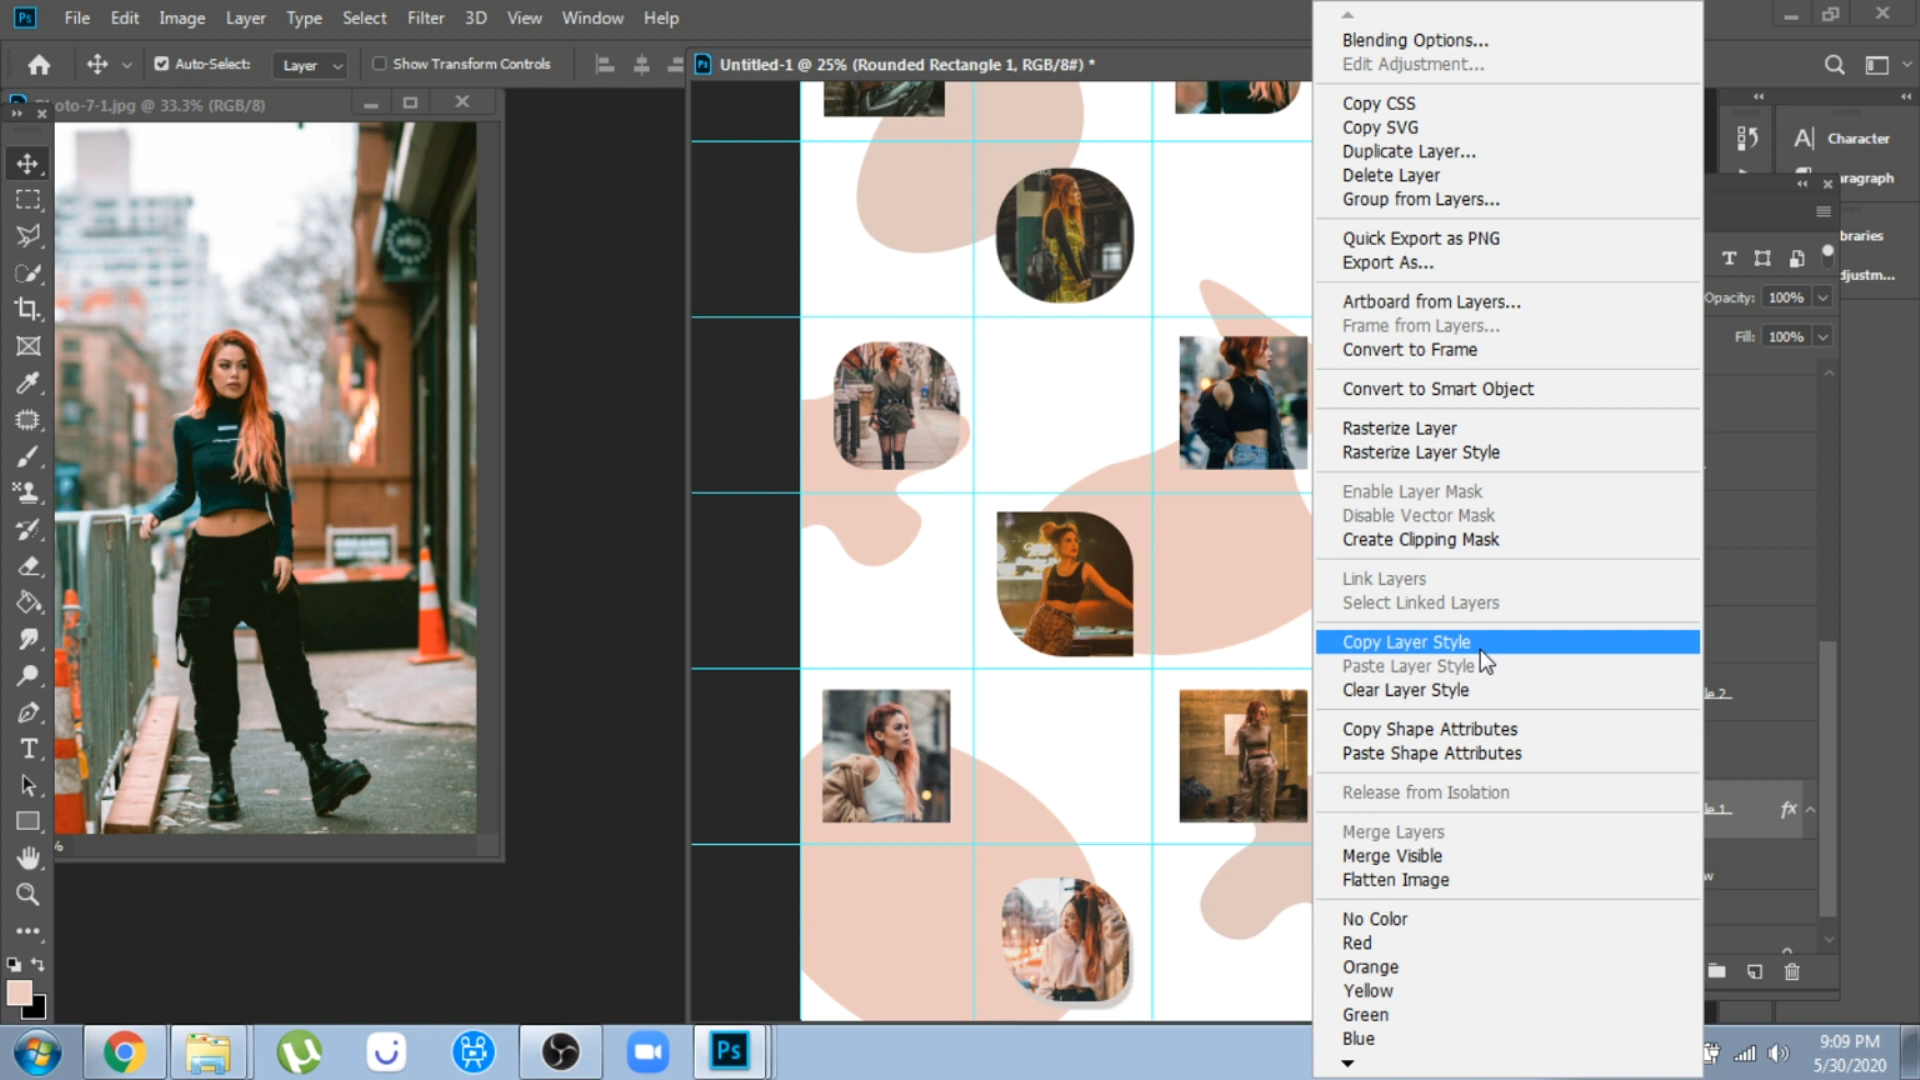 Ps File Edit Image Layer Type Select Filter 3D View Window Help
Auto-Select: Layer Show Transform Controls
oto-7-1.jpg @ 33.3% (RGB/8)
Ps Untitled-1 @ 25% (Rounded Rectangle 1, RGB/8#) *
Blending Options...
Edit Adjustment...
Copy CSS
Copy SVG
Duplicate Layer...
Delete Layer
Group from Layers...
Quick Export as PNG
Export As...
Artboard from Layers...
Frame from Layers...
Convert to Frame
Convert to Smart Object
Rasterize Layer
Rasterize Layer Style
Enable Layer Mask
Disable Vector Mask
Create Clipping Mask
Link Layers
Select Linked Layers
Copy Layer Style
Paste Layer Style
Clear Layer Style
Copy Shape Attributes
Paste Shape Attributes
Release from Isolation
Merge Layers
Merge Visible
Flatten Image
No Color
Red
Orange
Yellow
Green
Blue
Character
aragraph
braries
djustm...
Opacity: 100%
Fill: 100%
le 2
le 1 fx
w
%
Ps
9:09 PM
5/30/2020